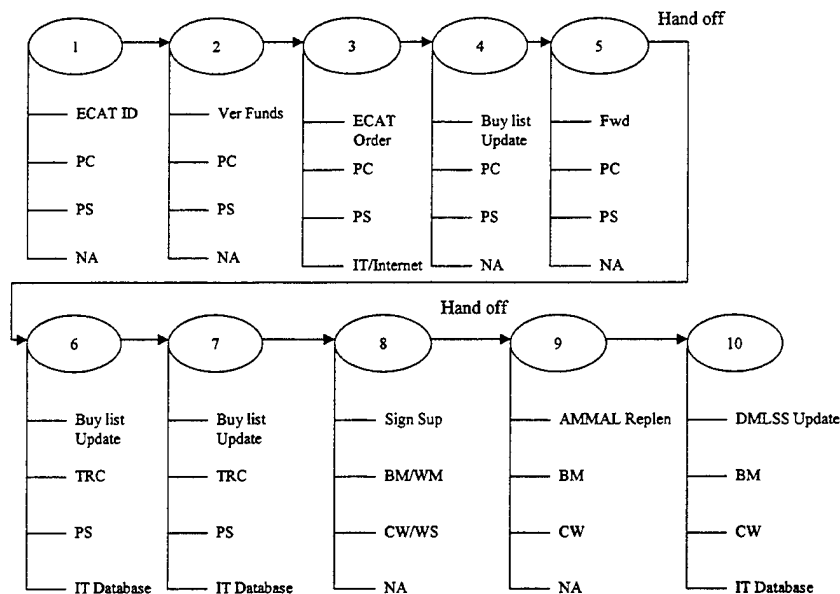 Hand off
1
2
3
4
5
ECAT ID
Ver Funds
ECAT
Order
Buy list
Update
Fwd
PC
PC
PC
PC
PC
PS
PS
PS
PS
PS
NA
NA
IT/Internet
NA
NA
Hand off
6
7
8
9
10
Buy list
Update
Buy list
Update
Sign Sup
AMMAL Replen
DMLSS Update
TRC
TRC
BM/WM
BM
BM
PS
PS
CW/WS
CW
CW
IT Database
IT Database
NA
NA
IT Database